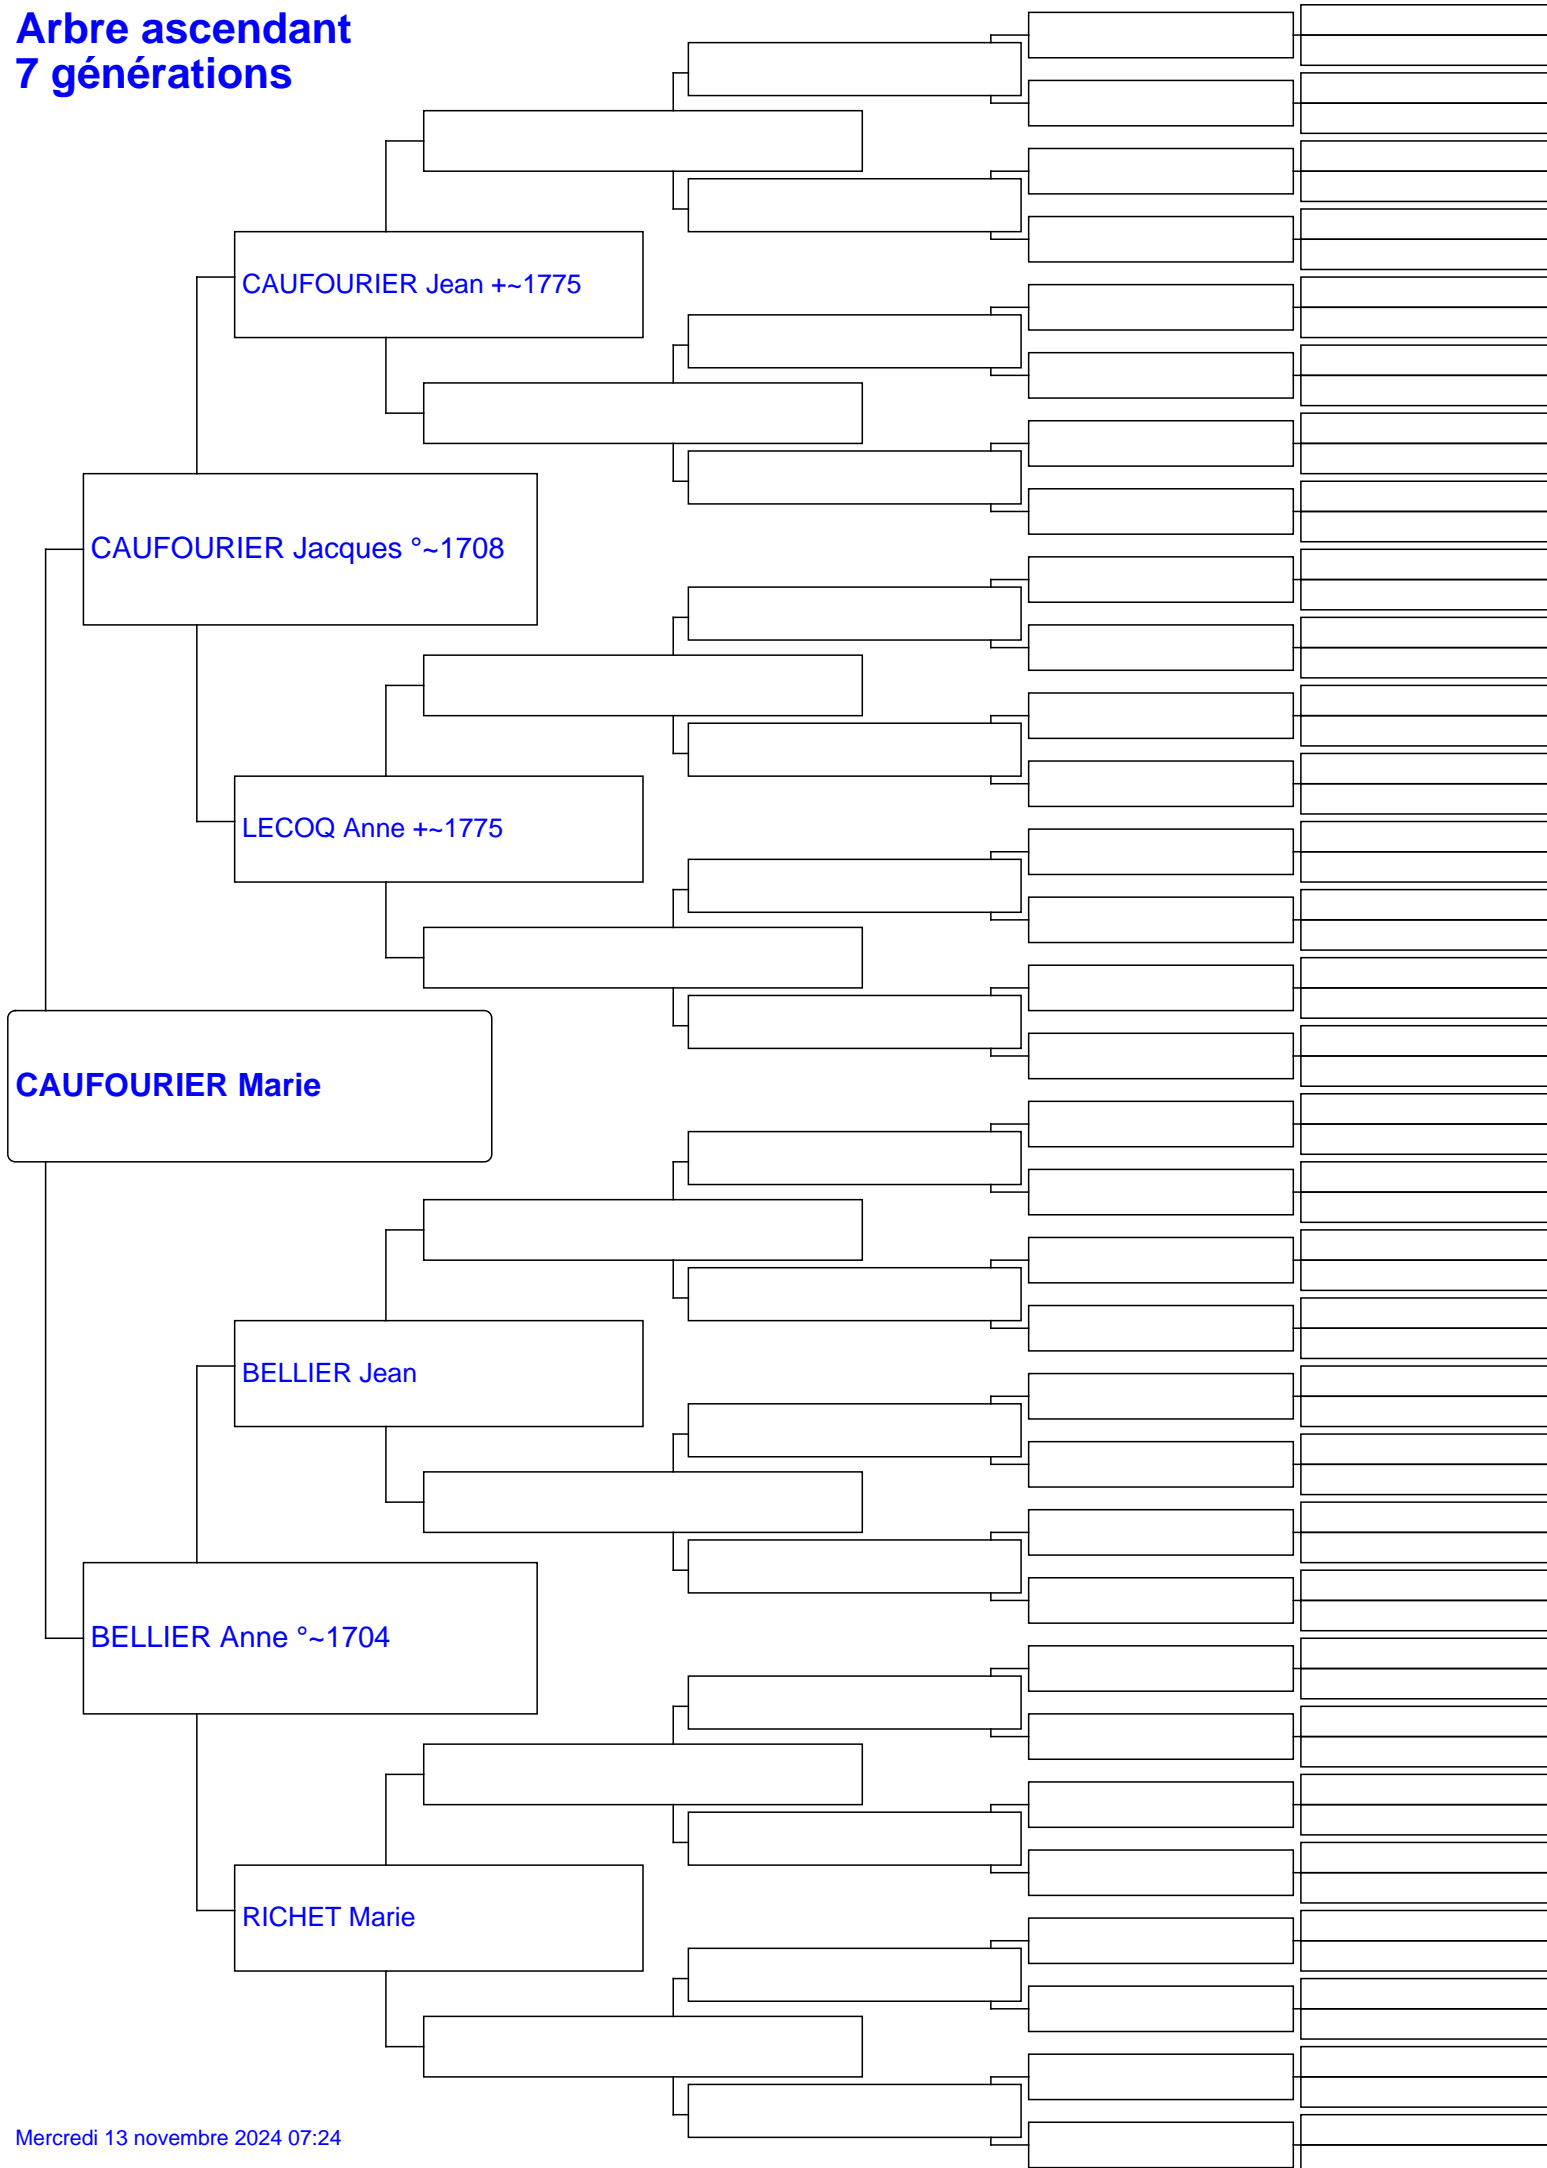 Arbre ascendant
7 générations
CAUFOURIER Jean +~1775
CAUFOURIER Jacques °~1708
LECOQ Anne +~1775
CAUFOURIER Marie
BELLIER Jean
BELLIER Anne °~1704
RICHET Marie
Mercredi 13 novembre 2024 07:24